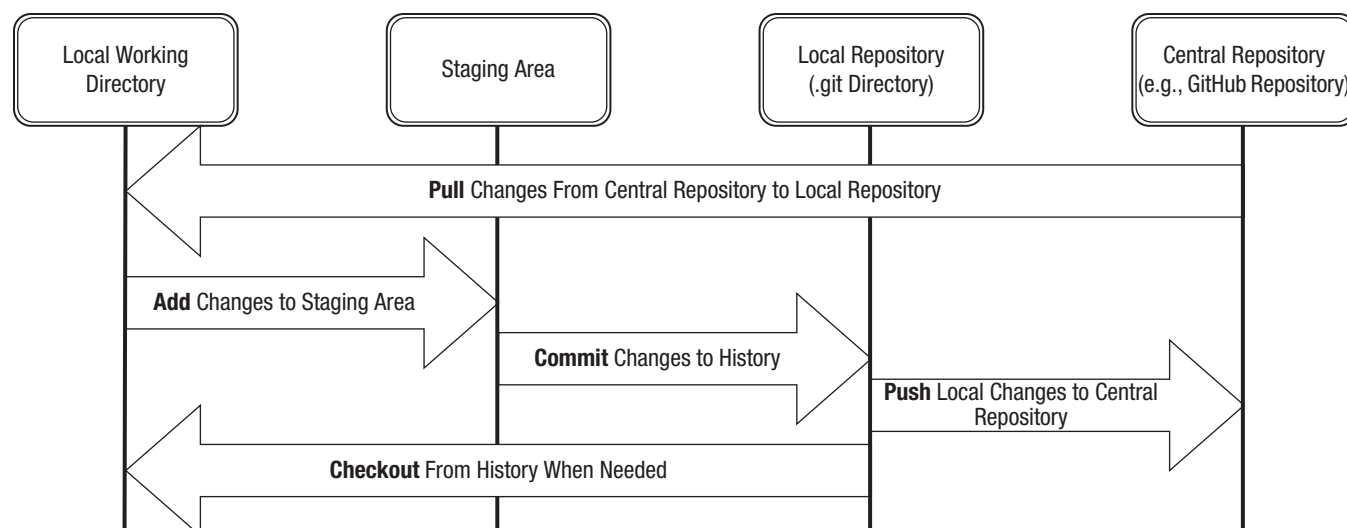 Local Working
Directory
Staging Area
Local Repository
(.git Directory)
Central Repository
(e.g., GitHub Repository)
Pull Changes From Central Repository to Local Repository
Add Changes to Staging Area
Commit Changes to History
Push Local Changes to Central
Repository
Checkout From History When Needed